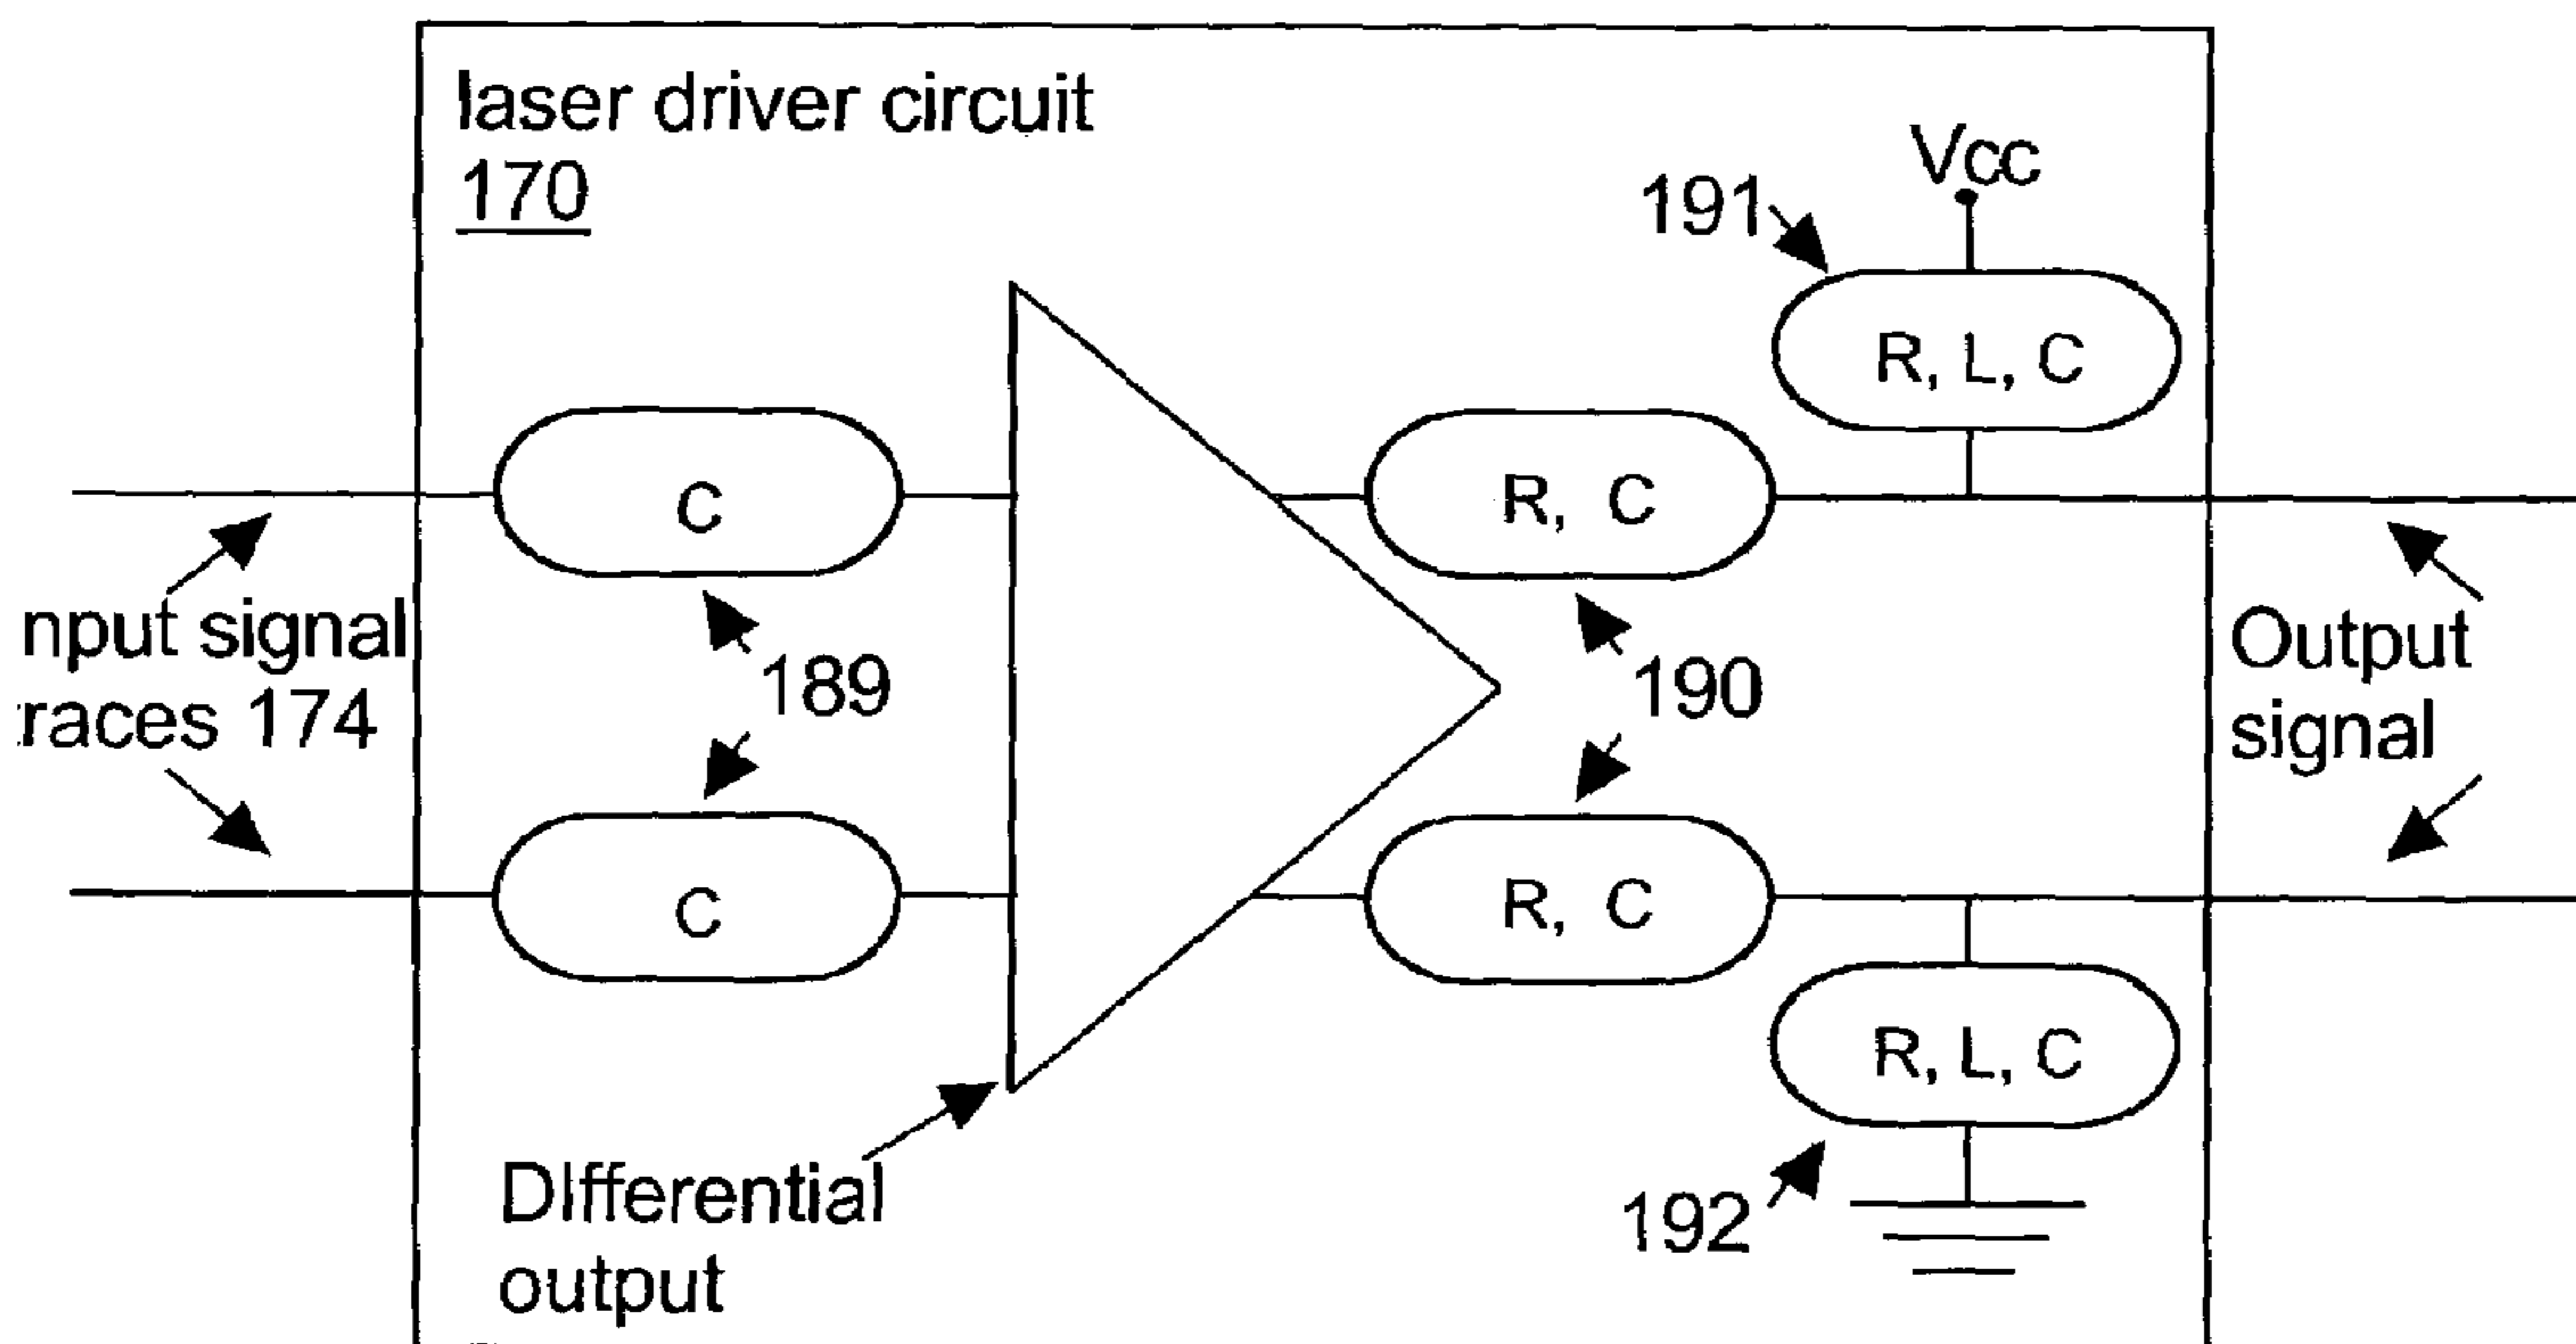 laser driver circuit
170
Vcc
191
R, L, C
C
R, C
nput signal
races 174
189
190
Output
signal
C
R, C
R, L, C
DIfferential
output
192